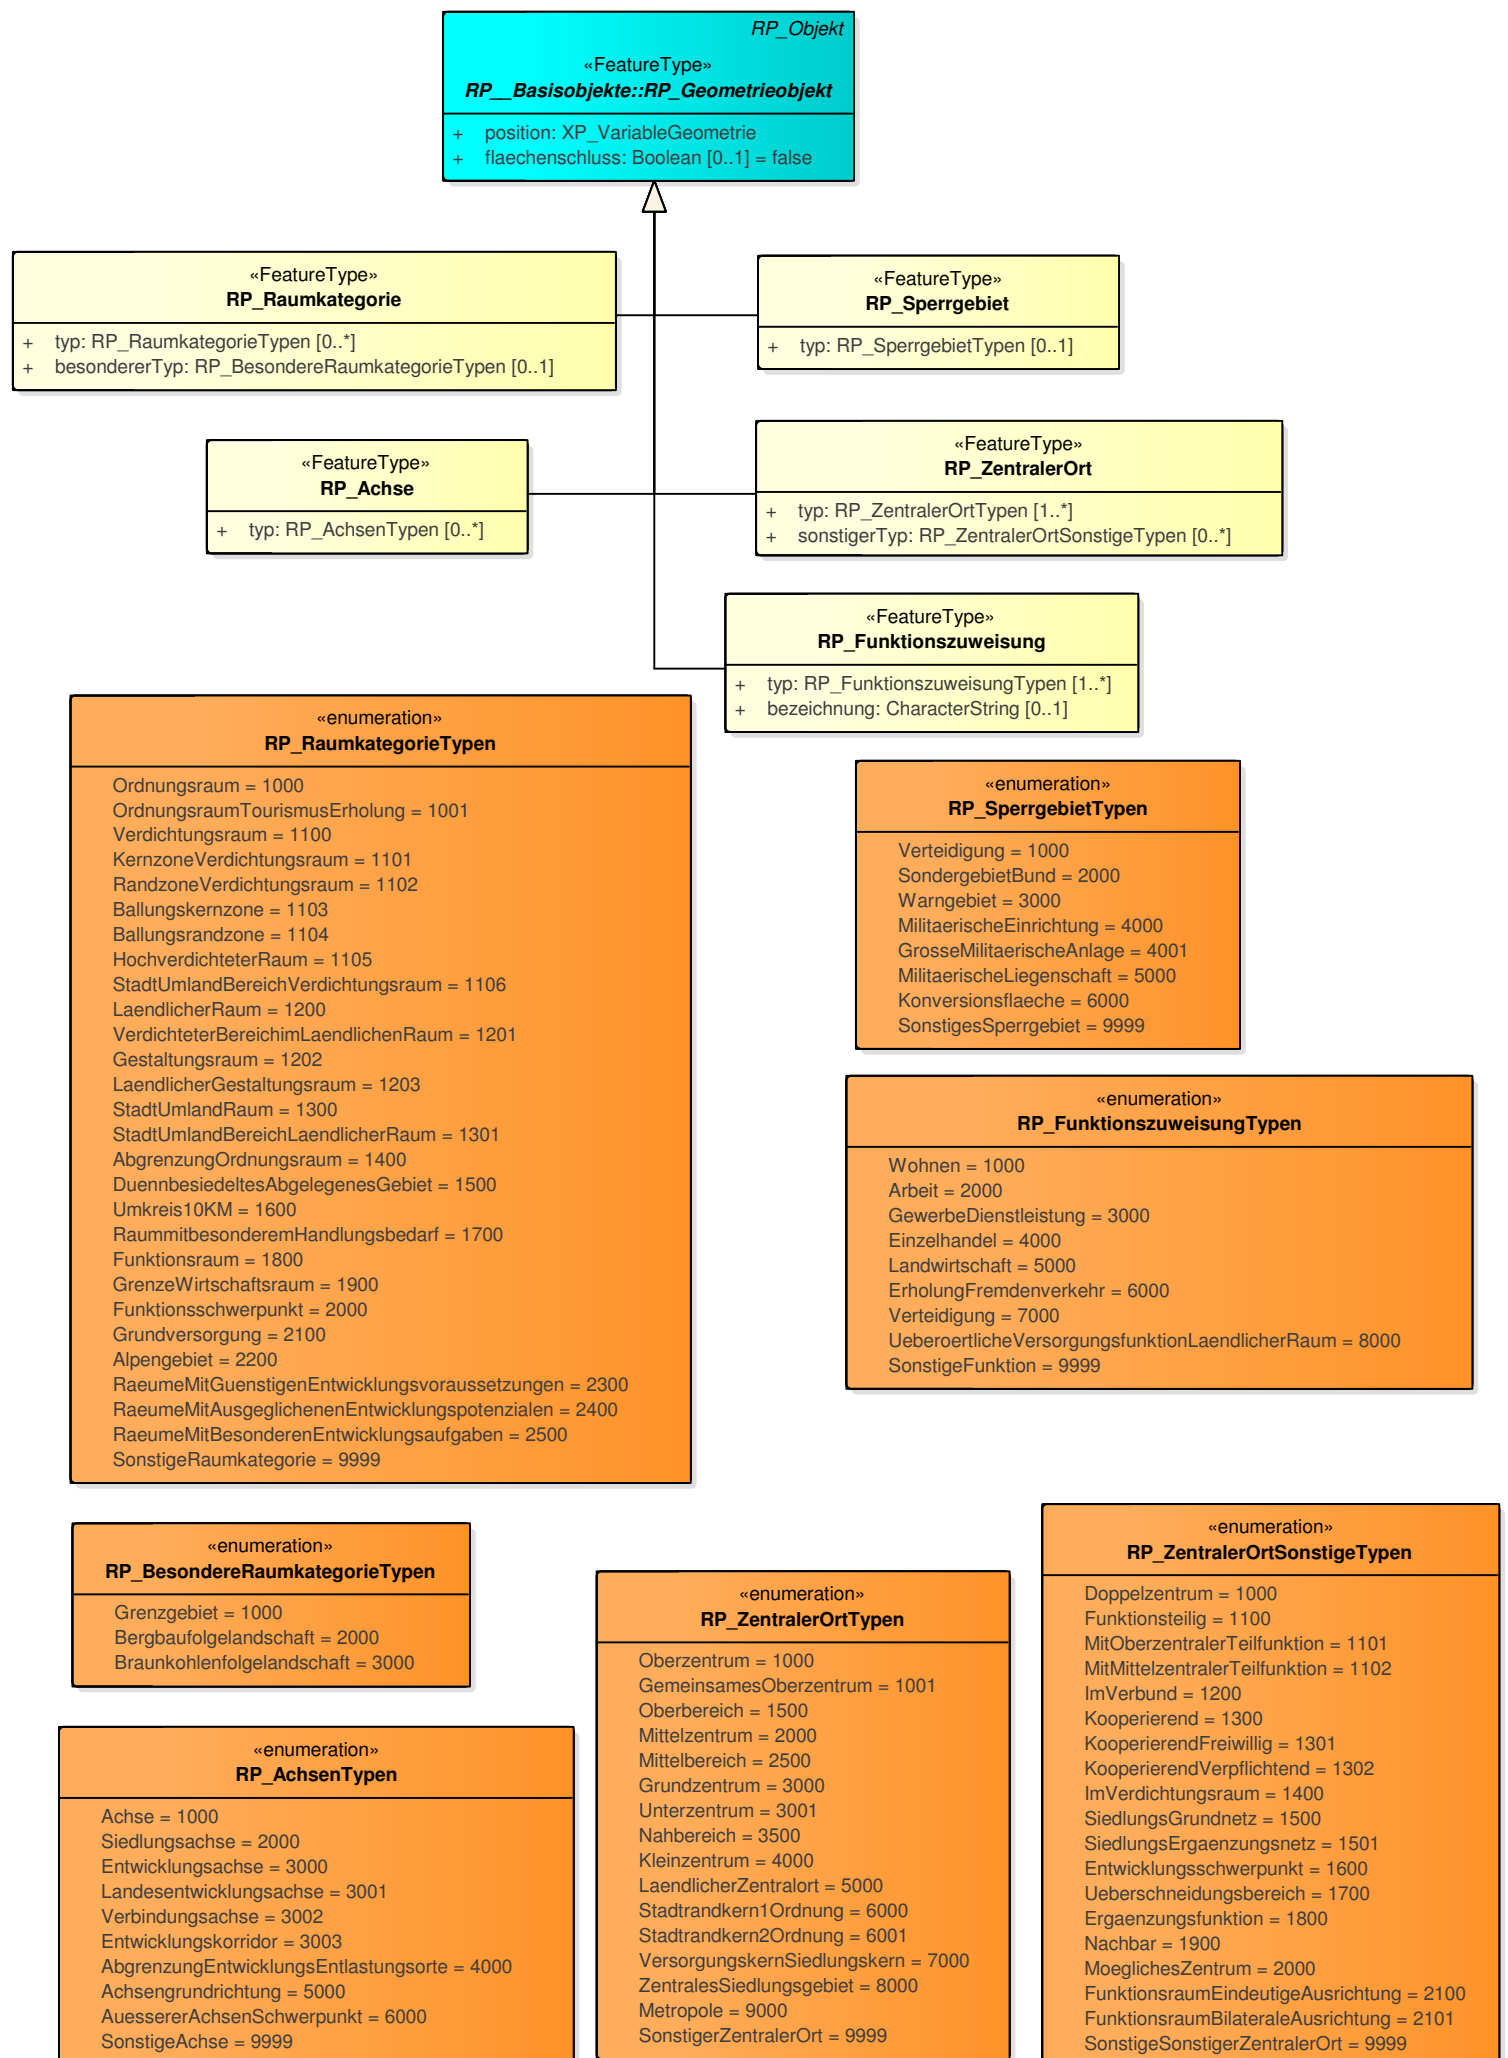 RP_Objekt
«FeatureType»
RP__Basisobjekte::RP_Geometrieobjekt
+ position: XP_VariableGeometrie
+ flaechenschluss: Boolean [0..1] = false
«FeatureType»
RP_Raumkategorie
+ typ: RP_RaumkategorieTypen [0..*]
+ besondererTyp: RP_BesondereRaumkategorieTypen [0..1]
«FeatureType»
RP_Sperrgebiet
+ typ: RP_SperrgebietTypen [0..1]
«FeatureType»
RP_Achse
+ typ: RP_AchsenTypen [0..*]
«FeatureType»
RP_ZentralerOrt
+ typ: RP_ZentralerOrtTypen [1..*]
+ sonstigerTyp: RP_ZentralerOrtSonstigeTypen [0..*]
«FeatureType»
RP_Funktionszuweisung
+ typ: RP_FunktionszuweisungTypen [1..*]
+ bezeichnung: CharacterString [0..1]
«enumeration»
RP_RaumkategorieTypen
Ordnungsraum = 1000
OrdnungsraumTourismusErholung = 1001
Verdichtungsraum = 1100
KernzoneVerdichtungsraum = 1101
RandzoneVerdichtungsraum = 1102
Ballungskernzone = 1103
Ballungsrandzone = 1104
HochverdichteterRaum = 1105
StadtUmlandBereichVerdichtungsraum = 1106
LaendlicherRaum = 1200
VerdichteterBereichimLaendlichenRaum = 1201
Gestaltungsraum = 1202
LaendlicherGestaltungsraum = 1203
StadtUmlandRaum = 1300
StadtUmlandBereichLaendlicherRaum = 1301
AbgrenzungOrdnungsraum = 1400
DuennbesiedeltesAbgelegenesGebiet = 1500
Umkreis10KM = 1600
RaummitbesonderemHandlungsbedarf = 1700
Funktionsraum = 1800
GrenzeWirtschaftsraum = 1900
Funktionsschwerpunkt = 2000
Grundversorgung = 2100
Alpengebiet = 2200
RaeumeMitGuenstigenEntwicklungsvoraussetzungen = 2300
RaeumeMitAusgeglichenenEntwicklungspotenzialen = 2400
RaeumeMitBesonderenEntwicklungsaufgaben = 2500
SonstigeRaumkategorie = 9999
«enumeration»
RP_SperrgebietTypen
Verteidigung = 1000
SondergebietBund = 2000
Warngebiet = 3000
MilitaerischeEinrichtung = 4000
GrosseMilitaerischeAnlage = 4001
MilitaerischeLiegenschaft = 5000
Konversionsflaeche = 6000
SonstigesSperrgebiet = 9999
«enumeration»
RP_FunktionszuweisungTypen
Wohnen = 1000
Arbeit = 2000
GewerbeDienstleistung = 3000
Einzelhandel = 4000
Landwirtschaft = 5000
ErholungFremdenverkehr = 6000
Verteidigung = 7000
UeberoertlicheVersorgungsfunktionLaendlicherRaum = 8000
SonstigeFunktion = 9999
«enumeration»
RP_BesondereRaumkategorieTypen
Grenzgebiet = 1000
Bergbaufolgelandschaft = 2000
Braunkohlenfolgelandschaft = 3000
«enumeration»
RP_AchsenTypen
Achse = 1000
Siedlungsachse = 2000
Entwicklungsachse = 3000
Landesentwicklungsachse = 3001
Verbindungsachse = 3002
Entwicklungskorridor = 3003
AbgrenzungEntwicklungsEntlastungsorte = 4000
Achsengrundrichtung = 5000
AuessererAchsenSchwerpunkt = 6000
SonstigeAchse = 9999
«enumeration»
RP_ZentralerOrtTypen
Oberzentrum = 1000
GemeinsamesOberzentrum = 1001
Oberbereich = 1500
Mittelzentrum = 2000
Mittelbereich = 2500
Grundzentrum = 3000
Unterzentrum = 3001
Nahbereich = 3500
Kleinzentrum = 4000
LaendlicherZentralort = 5000
Stadtrandkern1Ordnung = 6000
Stadtrandkern2Ordnung = 6001
VersorgungskernSiedlungskern = 7000
ZentralesSiedlungsgebiet = 8000
Metropole = 9000
SonstigerZentralerOrt = 9999
«enumeration»
RP_ZentralerOrtSonstigeTypen
Doppelzentrum = 1000
Funktionsteilig = 1100
MitOberzentralerTeilfunktion = 1101
MitMittelzentralerTeilfunktion = 1102
ImVerbund = 1200
Kooperierend = 1300
KooperierendFreiwillig = 1301
KooperierendVerpflichtend = 1302
ImVerdichtungsraum = 1400
SiedlungsGrundnetz = 1500
SiedlungsErgaenzungsnetz = 1501
Entwicklungsschwerpunkt = 1600
Ueberschneidungsbereich = 1700
Ergaenzungsfunktion = 1800
Nachbar = 1900
MoeglichesZentrum = 2000
FunktionsraumEindeutigeAusrichtung = 2100
FunktionsraumBilateraleAusrichtung = 2101
SonstigeSonstigerZentralerOrt = 9999